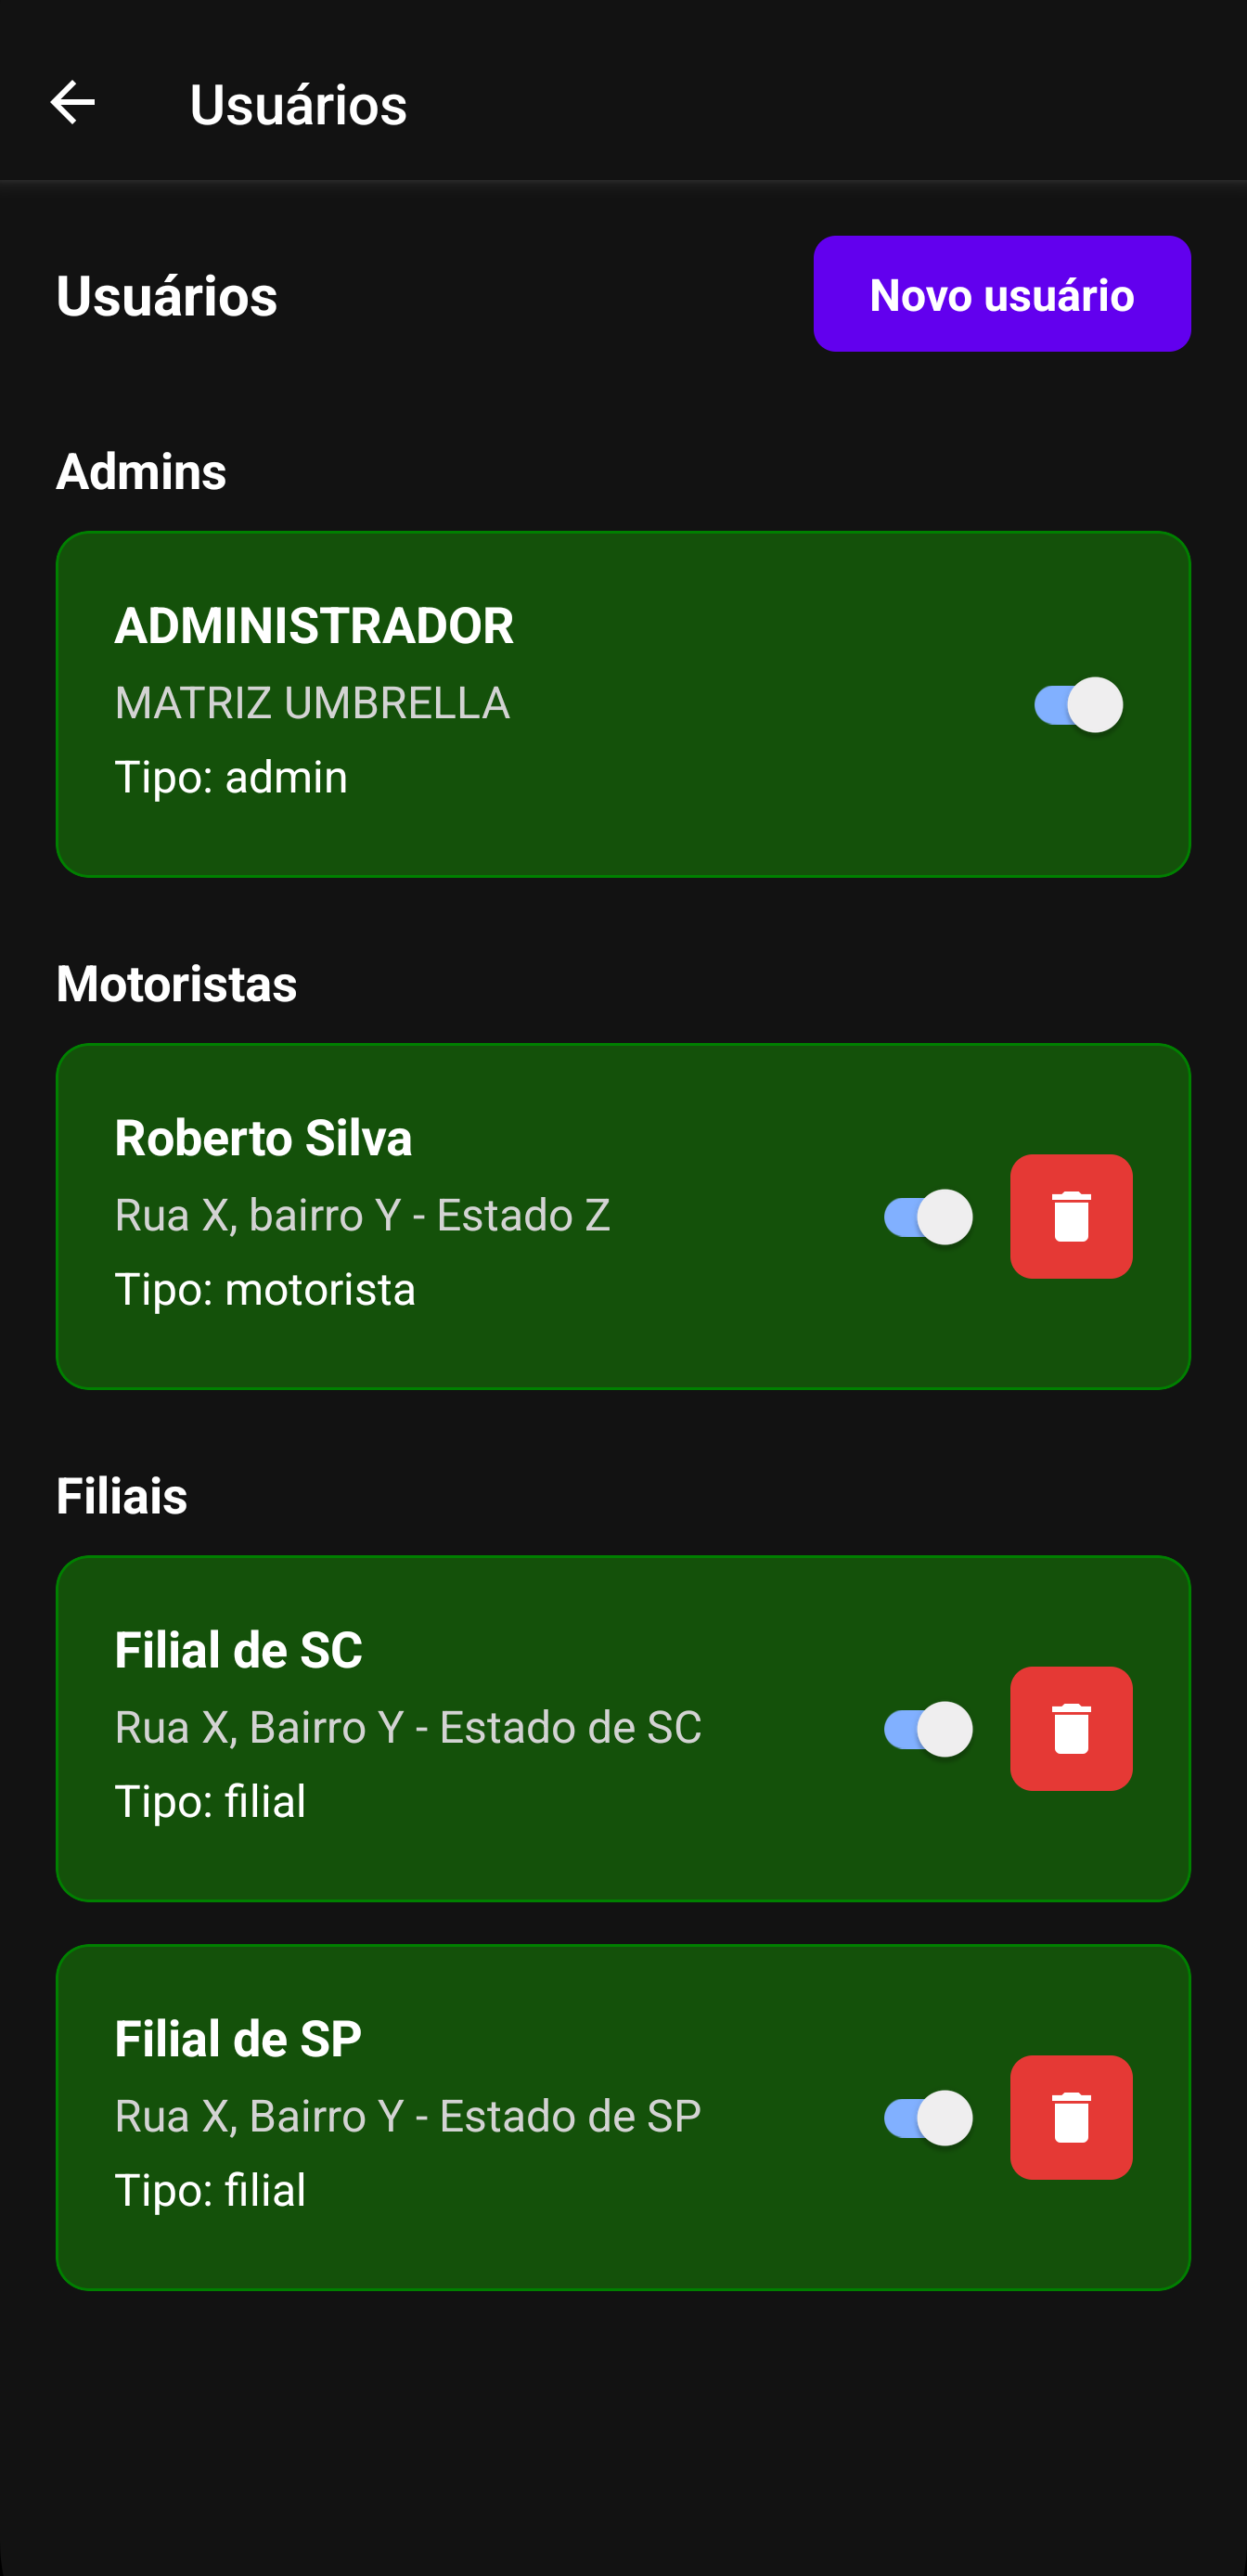 Usuários
Usuários
Novo usuário
Admins
ADMINISTRADOR
MATRIZ UMBRELLA
Tipo: admin
Motoristas
Roberto Silva
Rua X, bairro Y - Estado Z
Tipo: motorista
Filiais
Filial de SC
Rua X, Bairro Y - Estado de SC
Tipo: filial
Filial de SP
Rua X, Bairro Y - Estado de SP
Tipo: filial